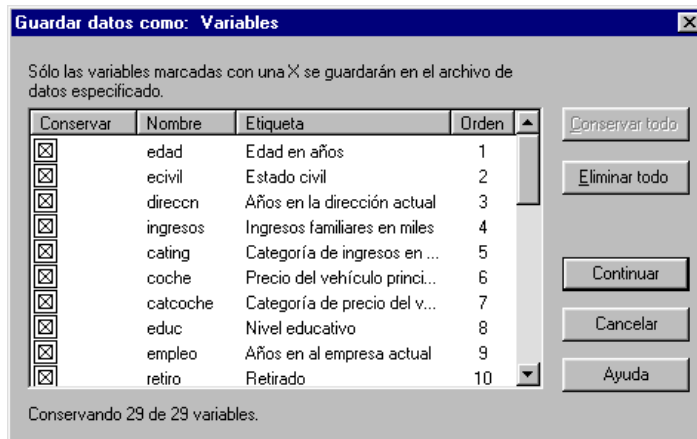 Guardar datos como: Variables
Sólo las variables marcadas con una X se guardarán en el archivo de
datos especificado.
Conservar Nombre Etiqueta Orden
edad Edad en años 1
ecivil Estado civil 2
direccn Años en la dirección actual 3
ingresos Ingresos familiares en miles 4
cating Categoría de ingresos en ... 5
coche Precio del vehículo princi... 6
catcoche Categoría de precio del v... 7
educ Nivel educativo 8
empleo Años en al empresa actual 9
retiro Retirado 10
Conservar todo
Eliminar todo
Continuar
Cancelar
Ayuda
Conservando 29 de 29 variables.